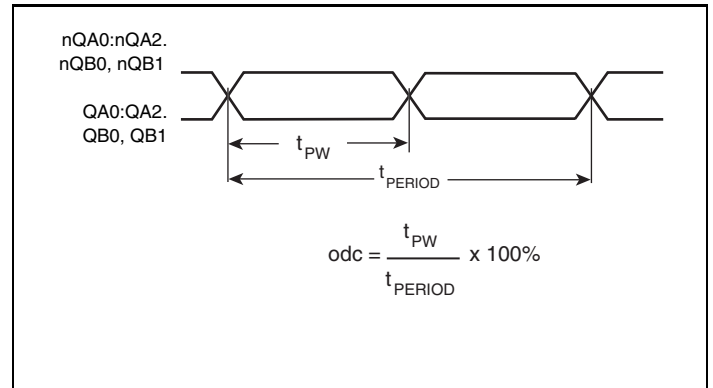 nQA0:nQA2.
nQB0, nQB1
QA0:QA2.
QB0, QB1
tPW
tPERIOD
odc = tPW / tPERIOD x 100%